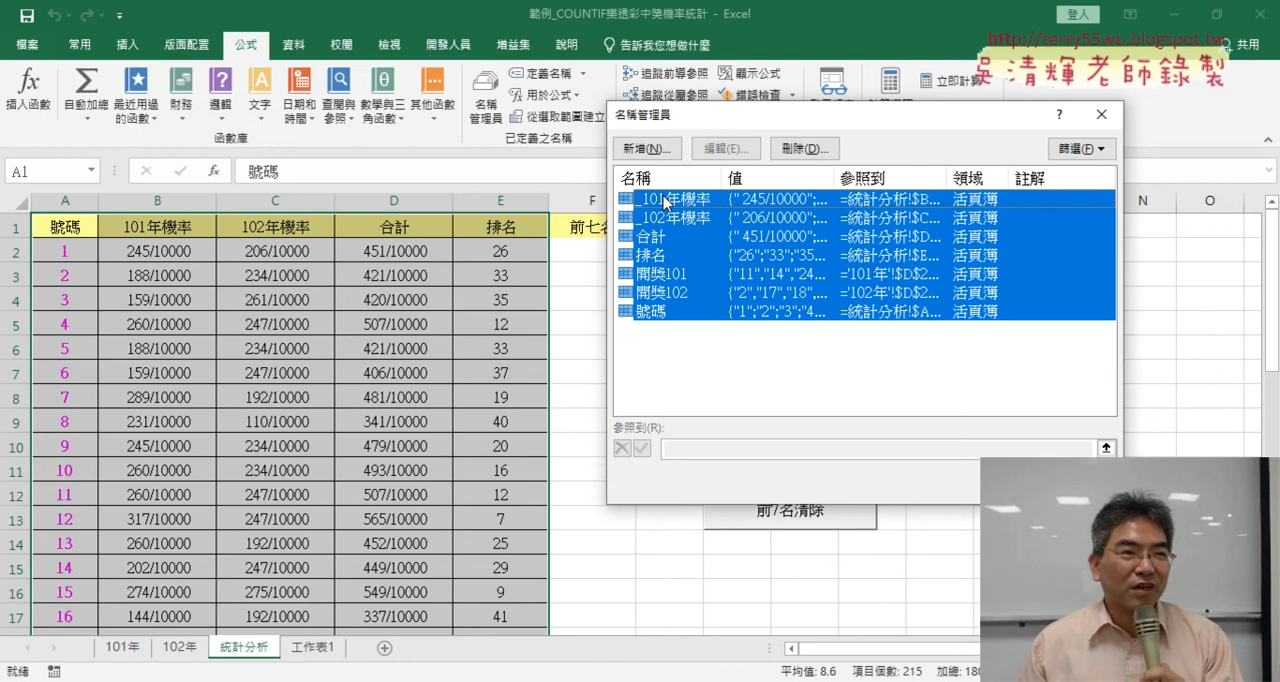 範例_COUNTIF樂透彩中獎機率統計 - Excel
登入
檔案 常用 插入 版面配置 公式 資料 校閱 檢視 開發人員 增益集 說明 告訴我您想做什麼 共用
http://terry55wu.blogspot.tw
吳清輝老師錄製
插入函數 自動加總 最近用過的函數 財務 邏輯 文字 日期和時間 查閱與參照 數學與三角函數 其他函數
函數庫
名稱管理員 定義名稱 用於公式 從選取範圍建立
已定義之名稱
追蹤前導參照 顯示公式
追蹤從屬參照 錯誤檢查
立即計算
A1 fx 號碼
A B C D E F N O
1 號碼 101年機率 102年機率 合計 排名 前七名
2 1 245/10000 206/10000 451/10000 26
3 2 188/10000 234/10000 421/10000 33
4 3 159/10000 261/10000 420/10000 35
5 4 260/10000 247/10000 507/10000 12
6 5 188/10000 234/10000 421/10000 33
7 6 159/10000 247/10000 406/10000 37
8 7 289/10000 192/10000 481/10000 19
9 8 231/10000 110/10000 341/10000 40
10 9 245/10000 234/10000 479/10000 20
11 10 260/10000 234/10000 493/10000 16
12 11 260/10000 247/10000 507/10000 12
13 12 317/10000 247/10000 565/10000 7
14 13 260/10000 192/10000 452/10000 25
15 14 202/10000 247/10000 449/10000 29
16 15 274/10000 275/10000 549/10000 9
17 16 144/10000 192/10000 337/10000 41
名稱管理員 ?
新增(N)... 編輯(E)... 刪除(D)... 篩選(F)
名稱 值 參照到 領域 註解
_101年機率 {" 245/10000";... =統計分析!$B... 活頁簿
_102年機率 {" 206/10000";... =統計分析!$C... 活頁簿
合計 {" 451/10000";... =統計分析!$D... 活頁簿
排名 {"26";"33";"35... =統計分析!$E... 活頁簿
開獎101 {"11","14","24... ='101年'!$D$2... 活頁簿
開獎102 {"2","17","18",... ='102年'!$D$2... 活頁簿
號碼 {"1";"2";"3";"4... =統計分析!$A... 活頁簿
參照到(R):
前7名清除
101年 102年 統計分析 工作表1
就緒 平均值: 8.6 項目個數: 215 加總: 180